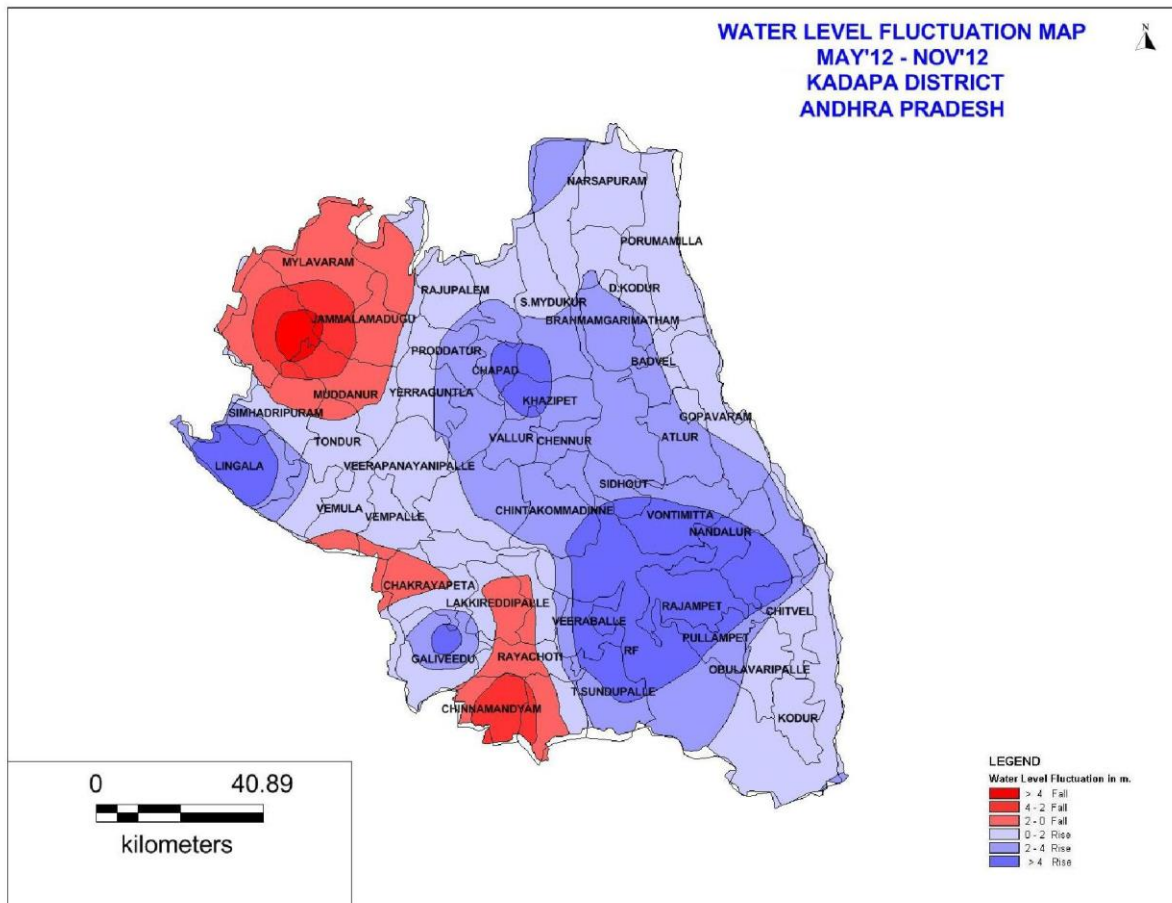 WATER LEVEL FLUCTUATION MAP
MAY'12 - NOV'12
KADAPA DISTRICT
ANDHRA PRADESH
N
NARSAPURAM
PORUMAMILLA
MYLAVARAM
RAJUPALEM
D.KODUR
S.MYDUKUR
JAMMALAMADUGU
BRAHMAMGARIMATHAM
PRODDATUR
BADVEL
CHAPAD
MUDDANUR
YERRAGUNTLA
KHAZIPET
SIMHADRIPURAM
GOPAVARAM
TONDUR
VALLUR
CHENNUR
ATLUR
LINGALA
VEERAPANAYANIPALLE
SIDHOUT
VEMULA
VEMPALLE
CHINTAKOMMADINNE
VONTIMITTA
NANDALUR
CHAKRAYAPETA
LAKKIREDDIPALLE
RAJAMPET
CHITVEL
VEERABALLE
PULLAMPET
GALIVEEDU
RAYACHOTI
RF
OBULAVARIPALLE
T.SUNDUPALLE
CHINNAMANDYAM
KODUR
0 40.89
kilometers
LEGEND
Water Level Fluctuation in m.
> 4 Fall
4 - 2 Fall
2 - 0 Fall
0 - 2 Rise
2 - 4 Rise
> 4 Rise